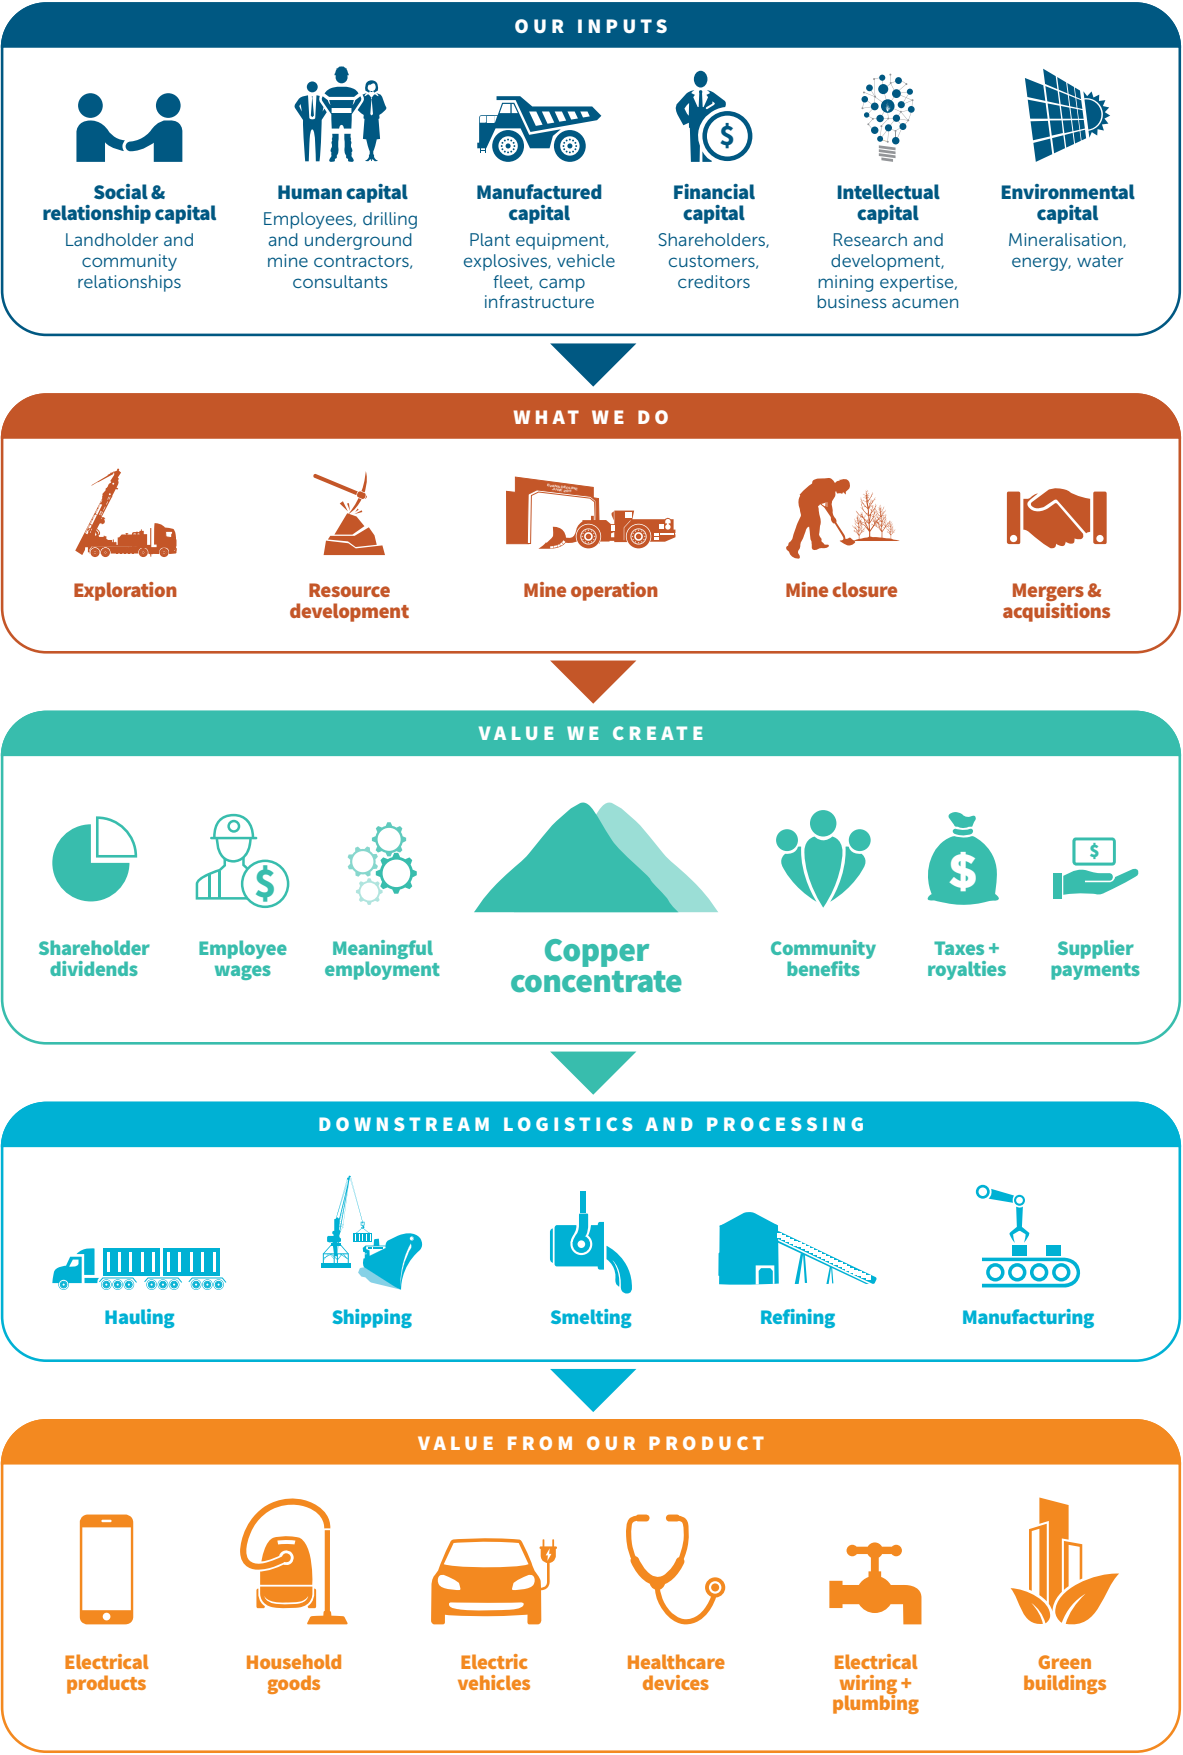 OUR INPUTS
Social &
relationship capital
Landholder and
community
relationships
Human capital
Employees, drilling
and underground
mine contractors,
consultants
Manufactured
capital
Plant equipment,
explosives, vehicle
fleet, camp
infrastructure
$
Financial
capital
Shareholders,
customers,
creditors
Intellectual
capital
Research and
development,
mining expertise,
business acumen
Environmental
capital
Mineralisation,
energy, water
WHAT WE DO
Exploration
Resource
development
Mine operation
Mine closure
Mergers &
acquisitions
VALUE WE CREATE
Shareholder
dividends
$
Employee
wages
Meaningful
employment
Copper
concentrate
Community
benefits
$
Taxes +
royalties
$
Supplier
payments
DOWNSTREAM LOGISTICS AND PROCESSING
Hauling
Shipping
Smelting
Refining
Manufacturing
VALUE FROM OUR PRODUCT
Electrical
products
Household
goods
Electric
vehicles
Healthcare
devices
Electrical
wiring +
plumbing
Green
buildings